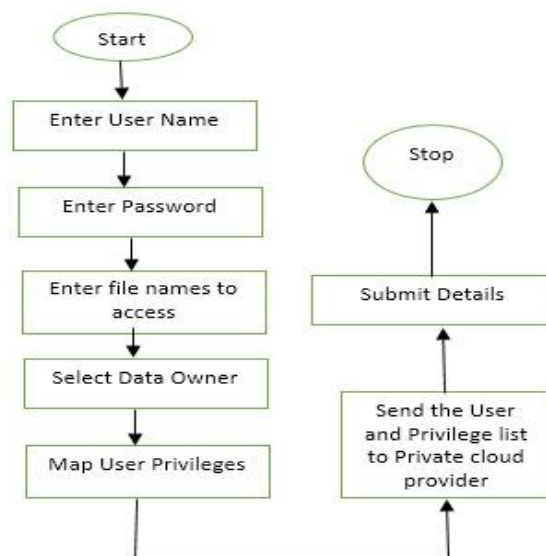 Start
Enter User Name
Enter Password
Enter file names to
access
Select Data Owner
Map User Privileges
Send the User
and Privilege list
to Private cloud
provider
Submit Details
Stop